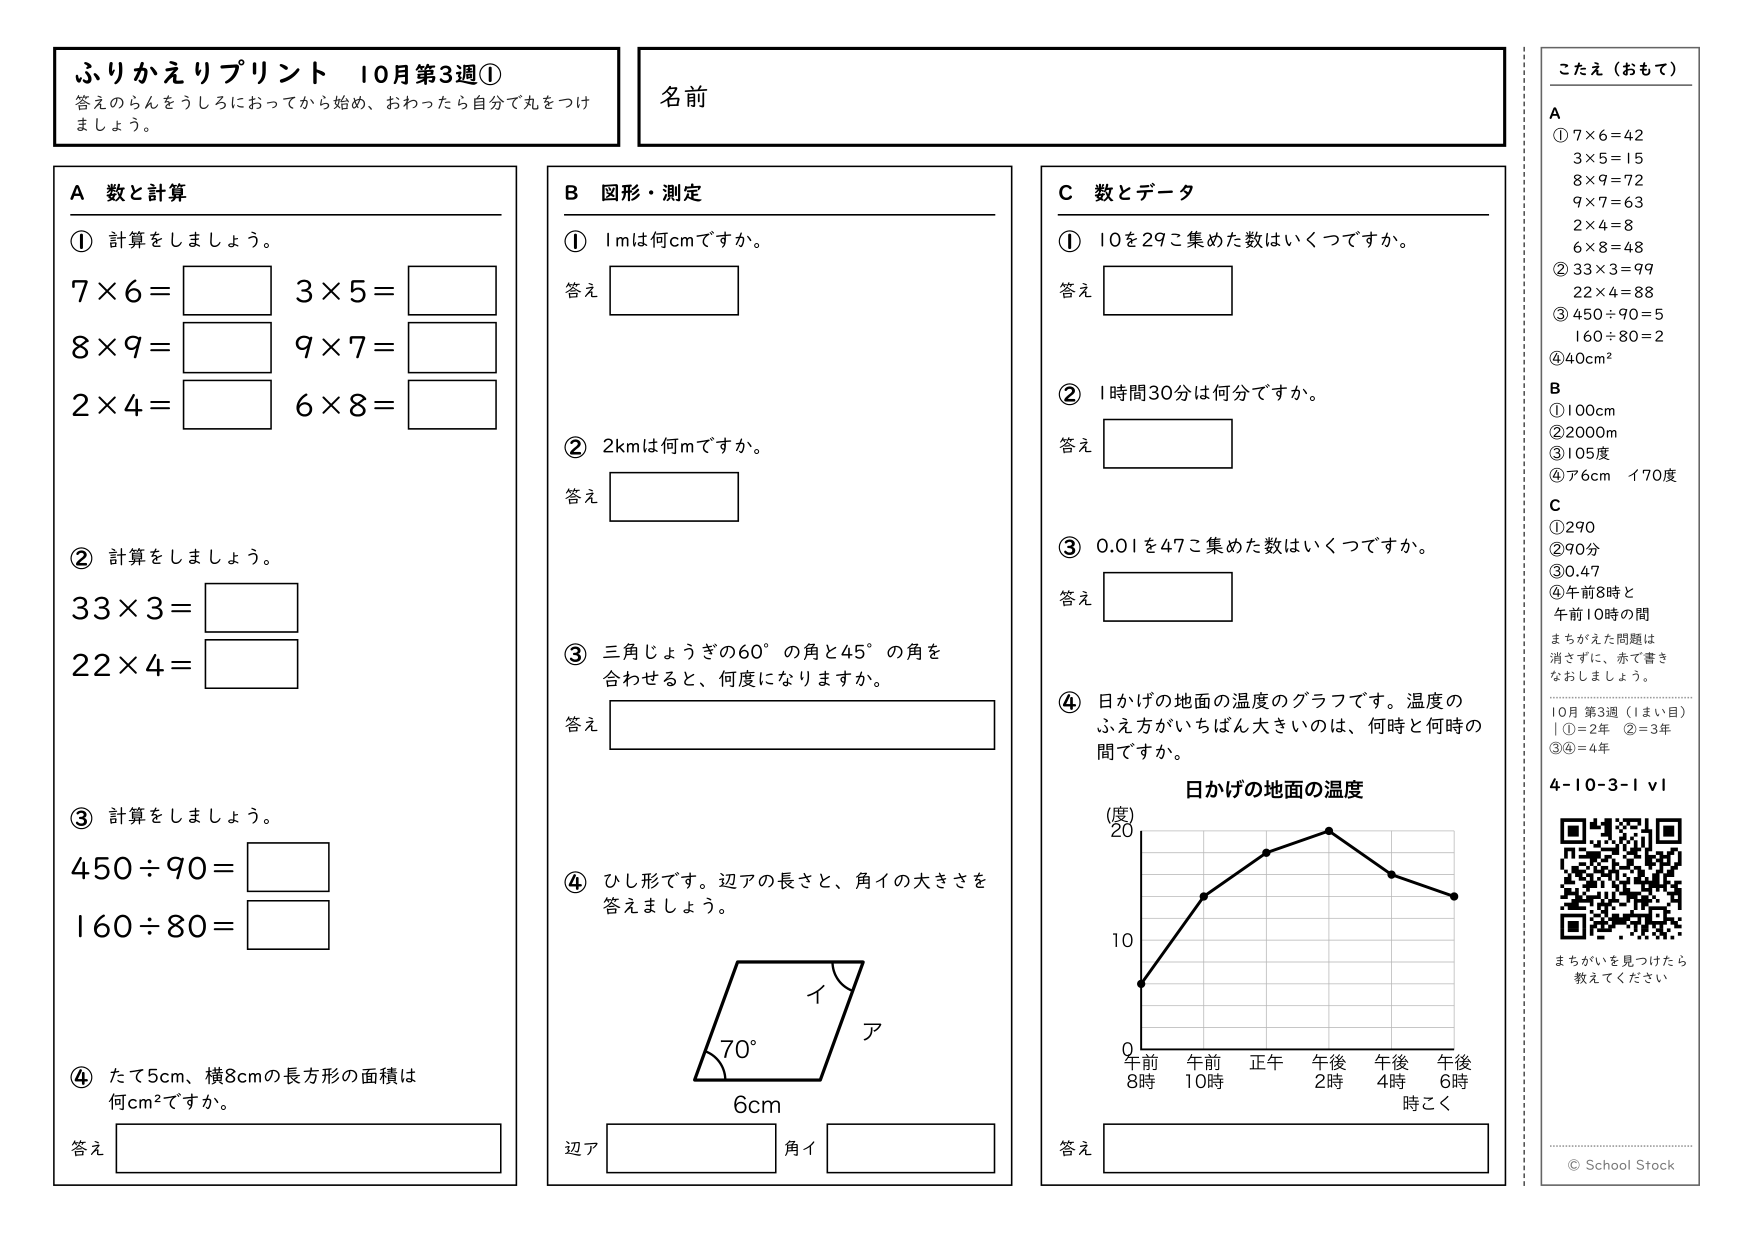 ふりかえりプリント　10月第3週①
答えのらんをうしろにおってから始め、おわったら自分で丸をつけ
ましょう。
名前
A　数と計算
① 計算をしましょう。
7×6＝　3×5＝
8×9＝　9×7＝
2×4＝　6×8＝
② 計算をしましょう。
33×3＝
22×4＝
③ 計算をしましょう。
450÷90＝
160÷80＝
④ たて5cm、横8cmの長方形の面積は
何cm²ですか。
答え
B　図形・測定
① 1mは何cmですか。
答え
② 2kmは何mですか。
答え
③ 三角じょうぎの60°の角と45°の角を
合わせると、何度になりますか。
答え
④ ひし形です。辺アの長さと、角イの大きさを
答えましょう。
イ
ア
70°
6cm
辺ア　角イ
C　数とデータ
① 10を29こ集めた数はいくつですか。
答え
② 1時間30分は何分ですか。
答え
③ 0.01を47こ集めた数はいくつですか。
答え
④ 日かげの地面の温度のグラフです。温度の
ふえ方がいちばん大きいのは、何時と何時の
間ですか。
日かげの地面の温度
(度)
20
10
0
午前　午前　正午　午後　午後　午後
8時　10時　2時　4時　6時
時こく
答え
こたえ（おもて）
A
① 7×6＝42
3×5＝15
8×9＝72
9×7＝63
2×4＝8
6×8＝48
② 33×3＝99
22×4＝88
③ 450÷90＝5
160÷80＝2
④40cm²
B
①100cm
②2000m
③105度
④ア6cm　イ70度
C
①290
②90分
③0.47
④午前8時と
午前10時の間
まちがえた問題は
消さずに、赤で書き
なおしましょう。
10月 第3週（1まい目）
｜①＝2年　②＝3年
③④＝4年
4-10-3-1 v1
まちがいを見つけたら
教えてください
© School Stock